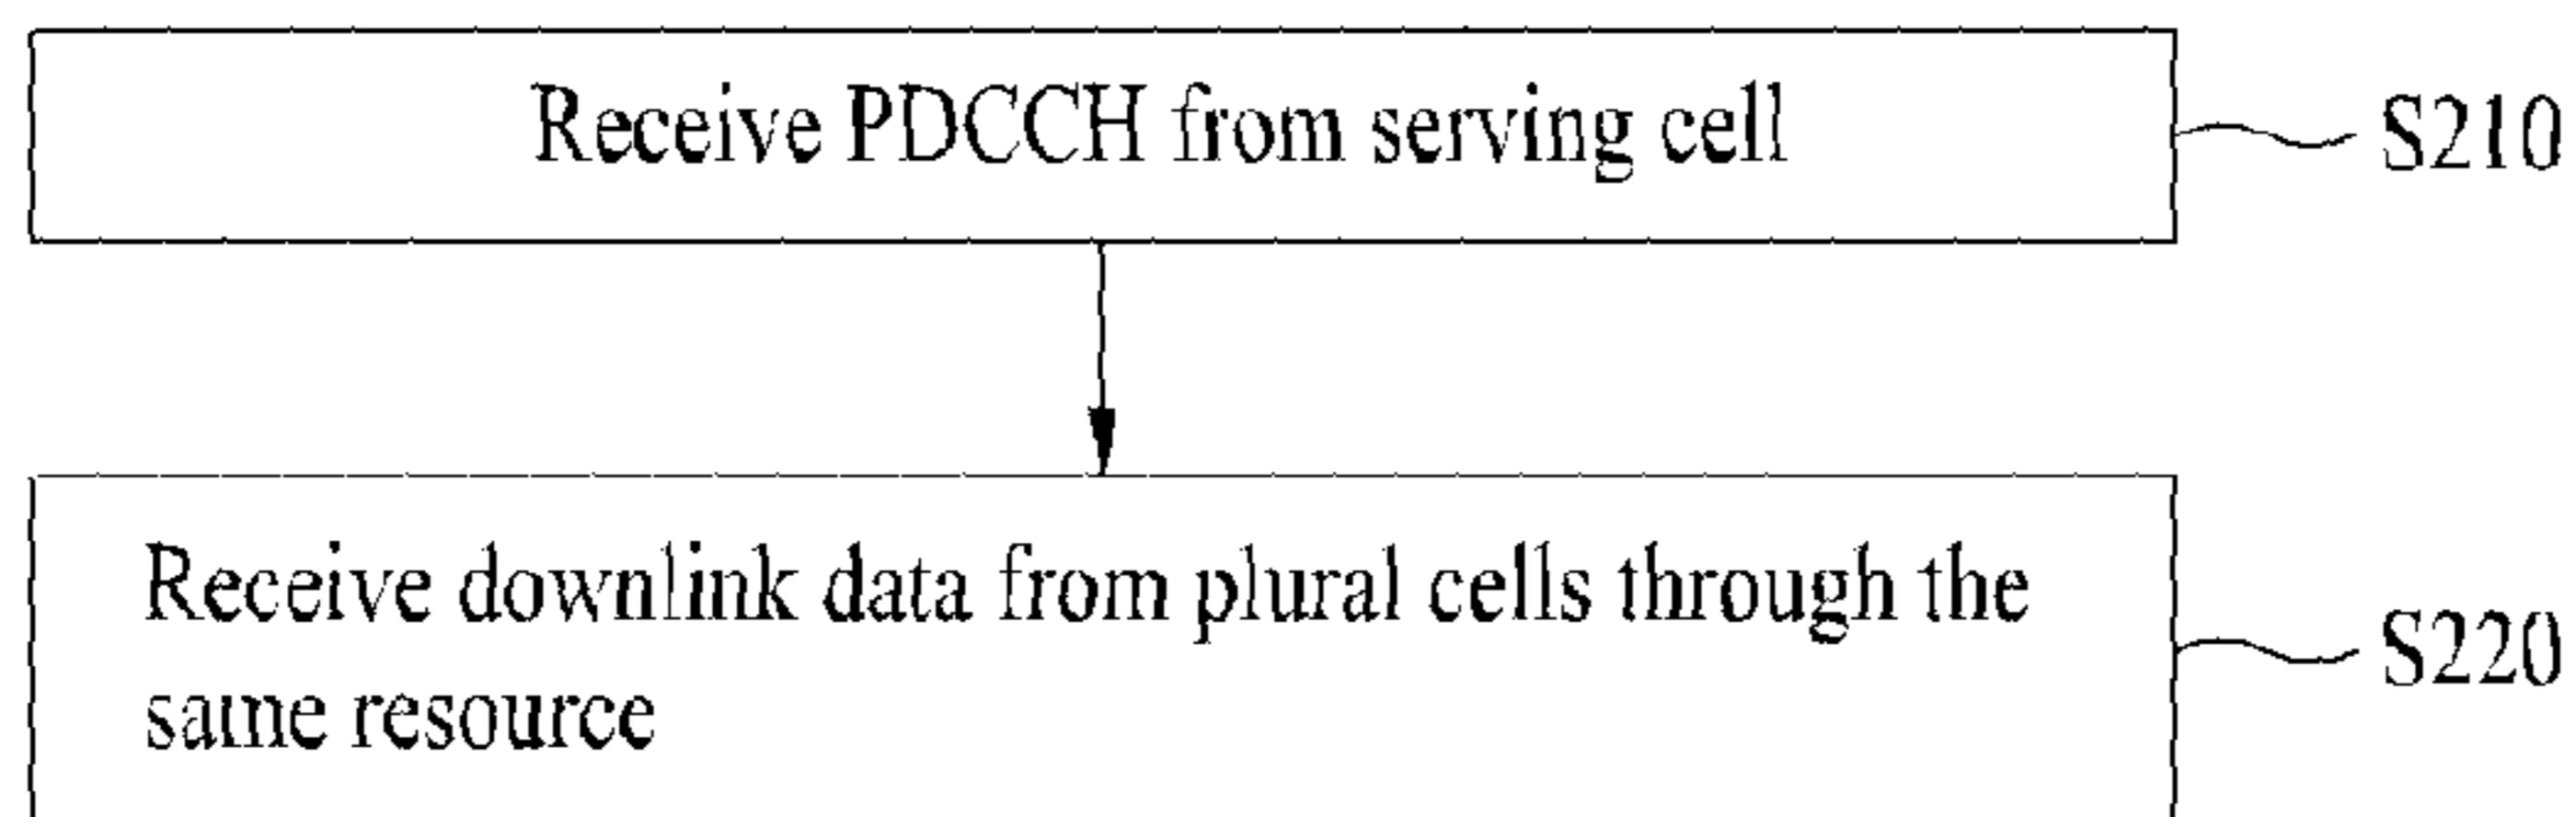 Receive PDCCH from serving cell
S210
Receive downlink data from plural cells through the
same resource
S220